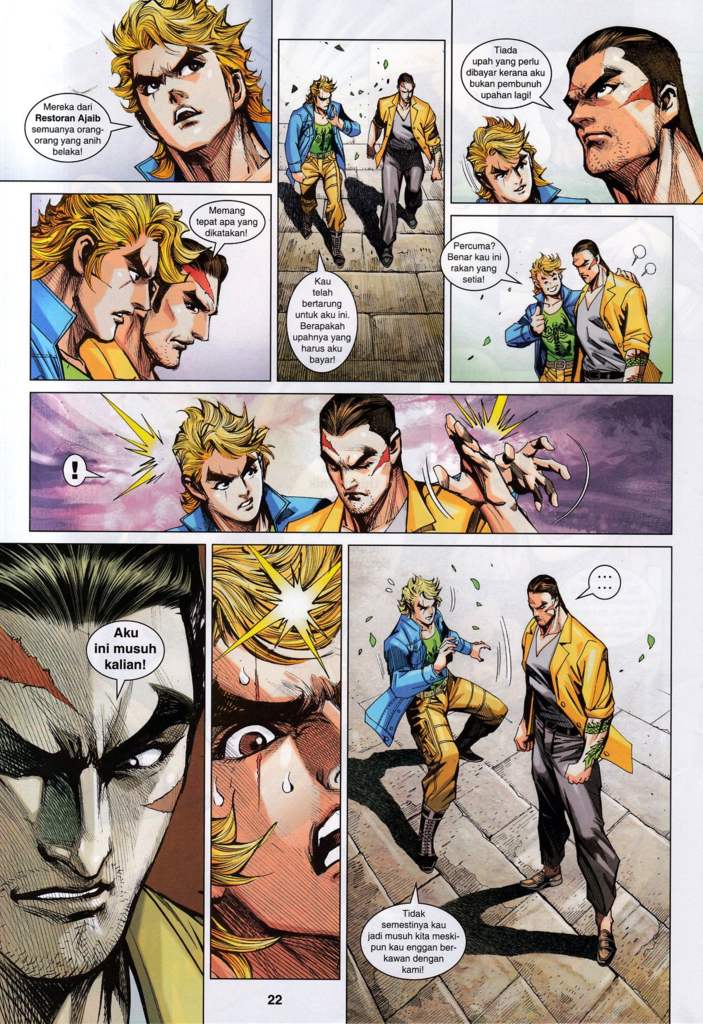 Mereka dari
Restoran Ajaib
semuanya orang-
orang yang anih
belaka!
Memang
tepat apa yang
dikatakan!
Kau
telah
bertarung
untuk aku ini.
Berapakah
upahnya yang
harus aku
bayar!
Tiada
upah yang perlu
dibayar kerana aku
bukan pembunuh
upahan lagi!
Percuma?
Benar kau ini
rakan yang
setia!
!
Aku
ini musuh
kalian!
...
...
Tidak
semestinya kau
jadi musuh kita meski-
pun kau enggan ber-
kawan dengan
kami!
22